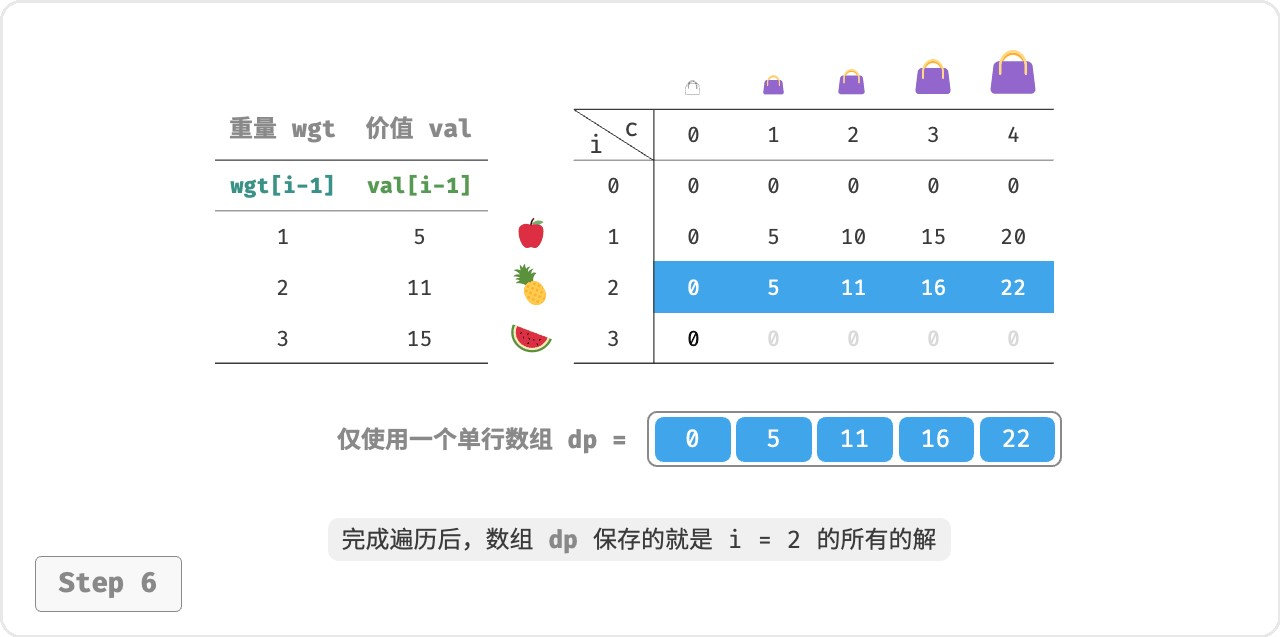 重量 wgt 价值 val
wgt[i-1] val[i-1]
1 5
2 11
3 15
c
i
0 1 2 3 4
0 0 0 0 0 0
1 0 5 10 15 20
2 0 5 11 16 22
3 0 0 0 0 0
仅使用一个单行数组 dp = 0 5 11 16 22
完成遍历后，数组 dp 保存的就是 i = 2 的所有的解
Step 6